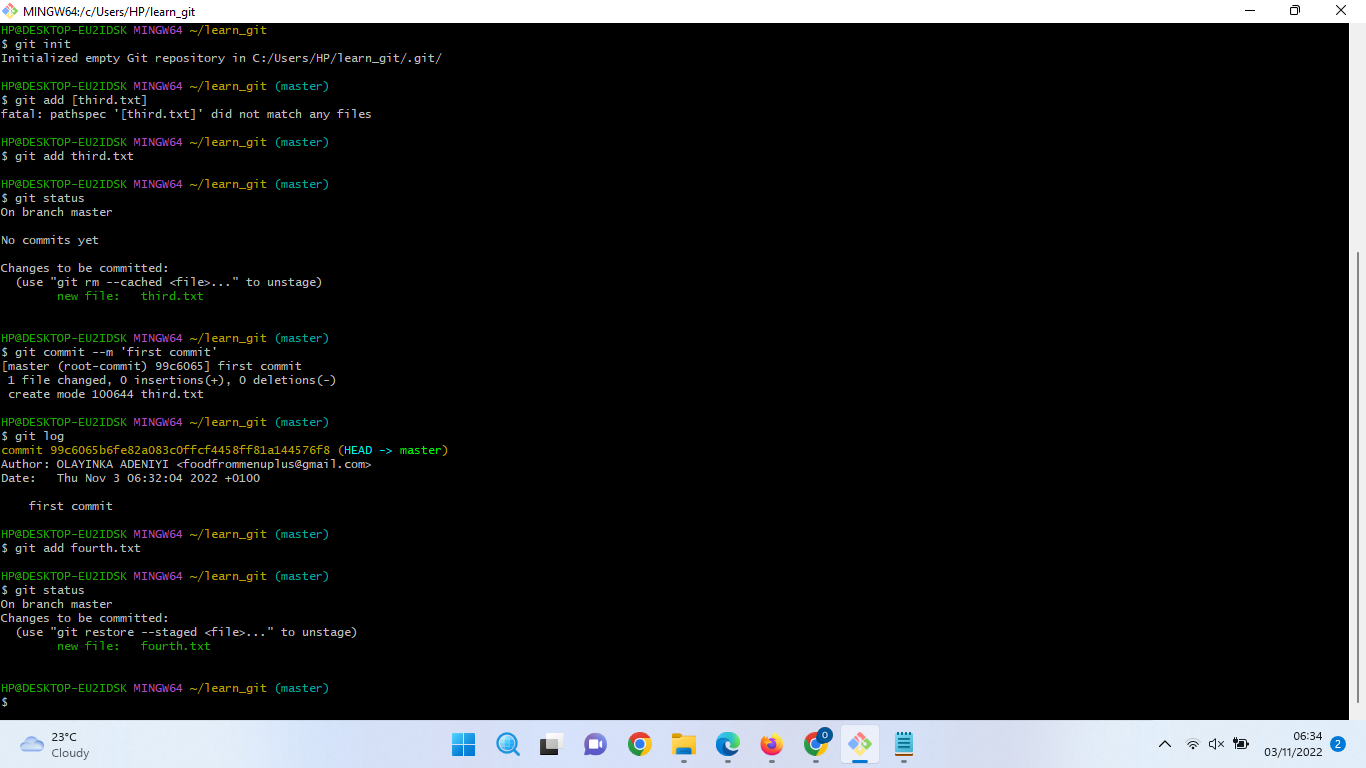 MINGW64:/c/Users/HP/learn_git
HP@DESKTOP-EU2IDSK MINGW64 ~/learn_git
$ git init
Initialized empty Git repository in C:/Users/HP/learn_git/.git/
HP@DESKTOP-EU2IDSK MINGW64 ~/learn_git (master)
$ git add [third.txt]
fatal: pathspec '[third.txt]' did not match any files
HP@DESKTOP-EU2IDSK MINGW64 ~/learn_git (master)
$ git add third.txt
HP@DESKTOP-EU2IDSK MINGW64 ~/learn_git (master)
$ git status
On branch master
No commits yet
Changes to be committed:
  (use "git rm --cached <file>..." to unstage)
        new file:   third.txt
HP@DESKTOP-EU2IDSK MINGW64 ~/learn_git (master)
$ git commit --m 'first commit'
[master (root-commit) 99c6065] first commit
 1 file changed, 0 insertions(+), 0 deletions(-)
 create mode 100644 third.txt
HP@DESKTOP-EU2IDSK MINGW64 ~/learn_git (master)
$ git log
commit 99c6065b6fe82a083c0ffcf4458ff81a144576f8 (HEAD -> master)
Author: OLAYINKA ADENIYI <foodfrommenuplus@gmail.com>
Date:   Thu Nov 3 06:32:04 2022 +0100
    first commit
HP@DESKTOP-EU2IDSK MINGW64 ~/learn_git (master)
$ git add fourth.txt
HP@DESKTOP-EU2IDSK MINGW64 ~/learn_git (master)
$ git status
On branch master
Changes to be committed:
  (use "git restore --staged <file>..." to unstage)
        new file:   fourth.txt
HP@DESKTOP-EU2IDSK MINGW64 ~/learn_git (master)
$
23°C
Cloudy
0
06:34
03/11/2022
2